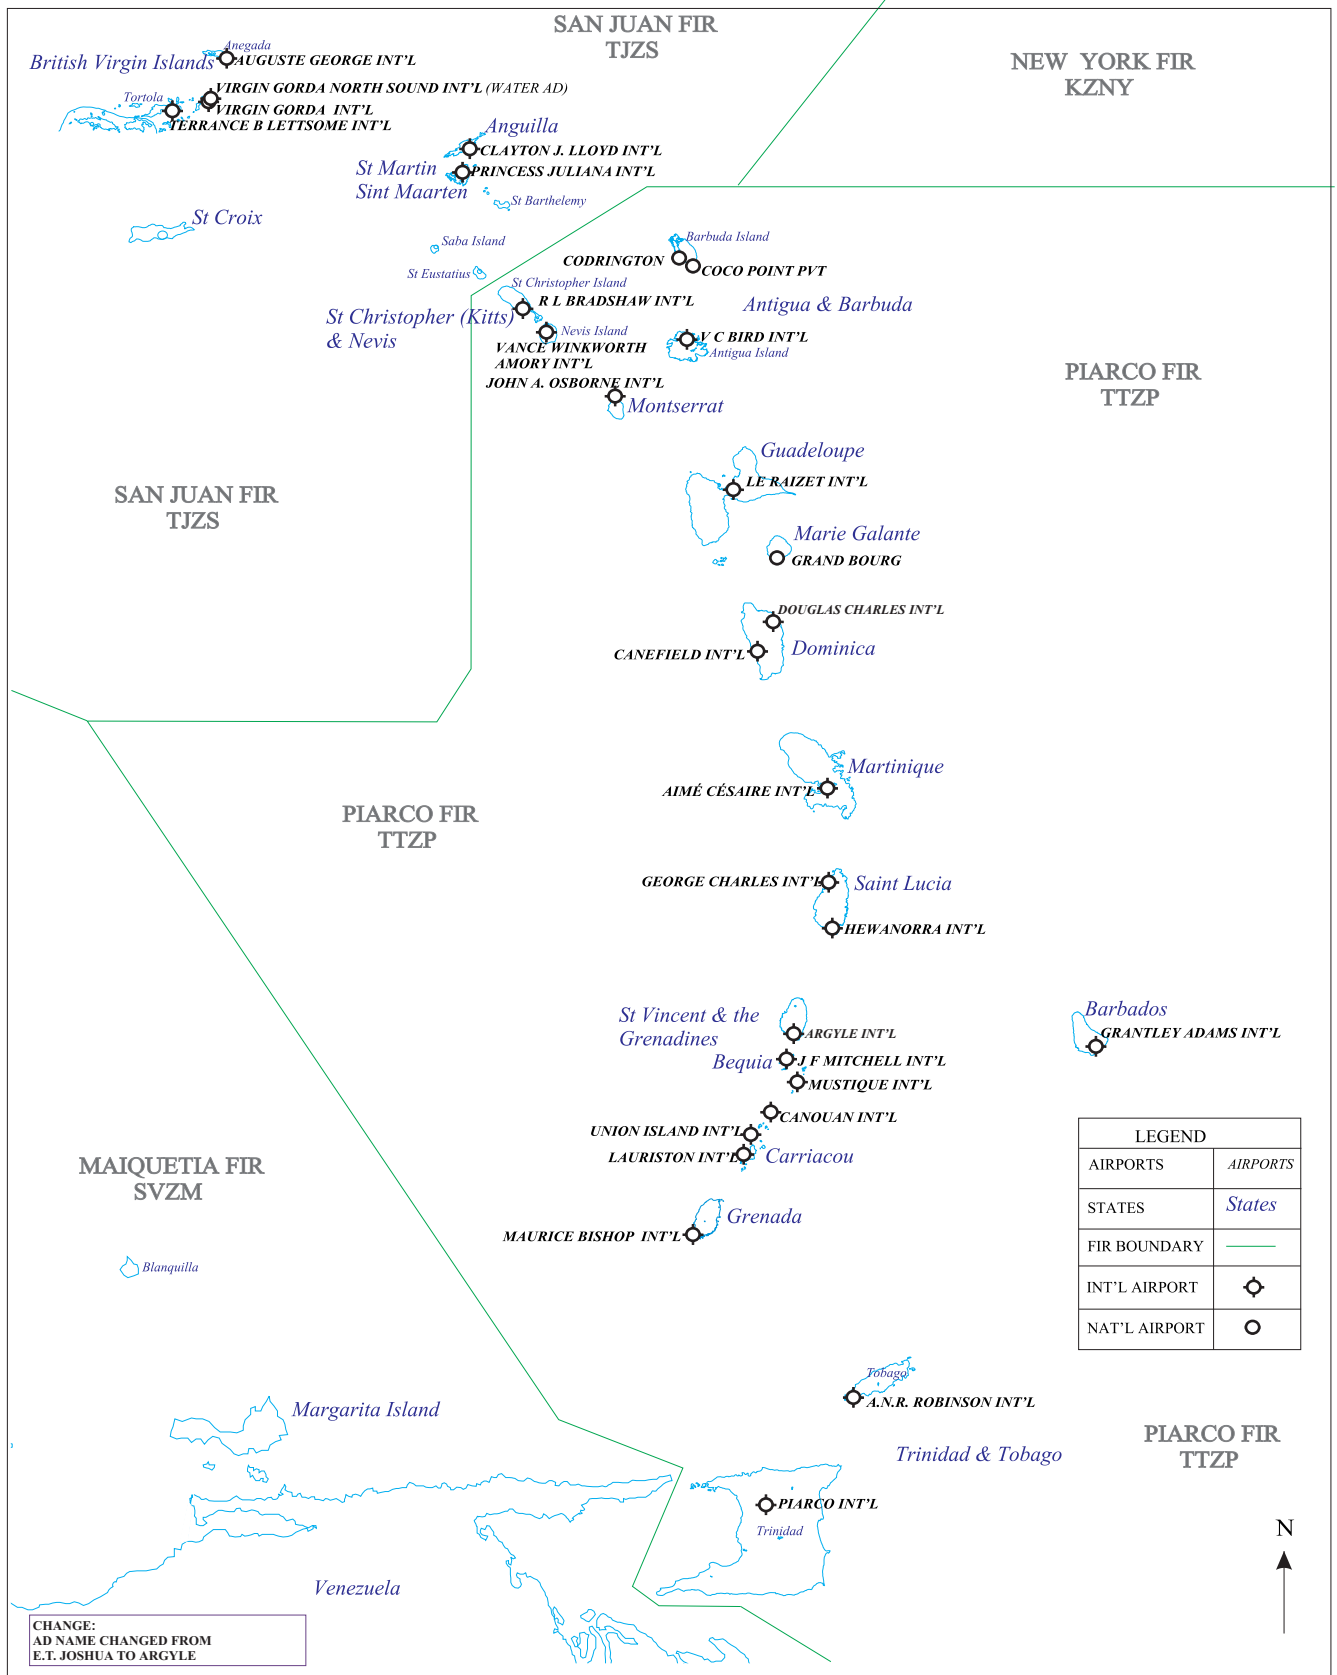 SAN JUAN FIR
TJZS
NEW YORK FIR
KZNY
Anegada
British Virgin Islands
AUGUSTE GEORGE INT'L
VIRGIN GORDA NORTH SOUND INT'L (WATER AD)
Tortola
VIRGIN GORDA INT'L
TERRANCE B LETTSOME INT'L
Anguilla
CLAYTON J. LLOYD INT'L
St Martin
PRINCESS JULIANA INT'L
Sint Maarten
St Barthelemy
St Croix
Saba Island
St Eustatius
Barbuda Island
CODRINGTON
COCO POINT PVT
St Christopher Island
R L BRADSHAW INT'L
Antigua & Barbuda
St Christopher (Kitts)
& Nevis
Nevis Island
V C BIRD INT'L
Antigua Island
VANCE WINKWORTH
AMORY INT'L
JOHN A. OSBORNE INT'L
Montserrat
PIARCO FIR
TTZP
Guadeloupe
LE RAIZET INT'L
SAN JUAN FIR
TJZS
Marie Galante
GRAND BOURG
DOUGLAS CHARLES INT'L
CANEFIELD INT'L
Dominica
Martinique
AIMÉ CÉSAIRE INT'L
PIARCO FIR
TTZP
GEORGE CHARLES INT'L
Saint Lucia
HEWANORRA INT'L
St Vincent & the
Grenadines
ARGYLE INT'L
Barbados
GRANTLEY ADAMS INT'L
Bequia
J F MITCHELL INT'L
MUSTIQUE INT'L
CANOUAN INT'L
UNION ISLAND INT'L
LAURISTON INT'L
Carriacou
MAIQUETIA FIR
SVZM
Grenada
MAURICE BISHOP INT'L
Blanquilla
LEGEND
AIRPORTS AIRPORTS
STATES States
FIR BOUNDARY
INT'L AIRPORT
NAT'L AIRPORT
Tobago
A.N.R. ROBINSON INT'L
Margarita Island
Trinidad & Tobago
PIARCO FIR
TTZP
PIARCO INT'L
Trinidad
N
Venezuela
CHANGE:
AD NAME CHANGED FROM
E.T. JOSHUA TO ARGYLE